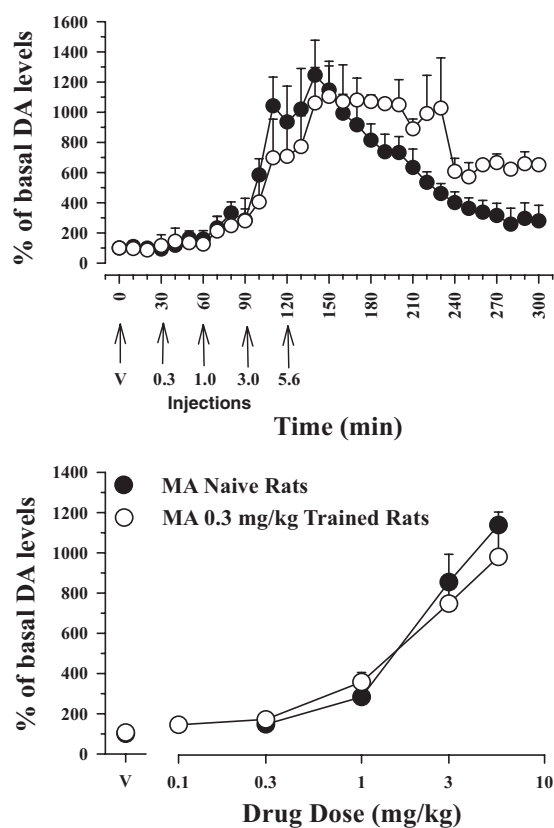 1600
1400
1200
1000
800
600
400
200
0
% of basal DA levels
0 30 60 90 120 150 180 210 240 270 300
V 0.3 1.0 3.0 5.6
Injections
Time (min)
1400
1200
1000
800
600
400
200
0
% of basal DA levels
MA Naive Rats
MA 0.3 mg/kg Trained Rats
V 0.1 0.3 1 3 10
Drug Dose (mg/kg)